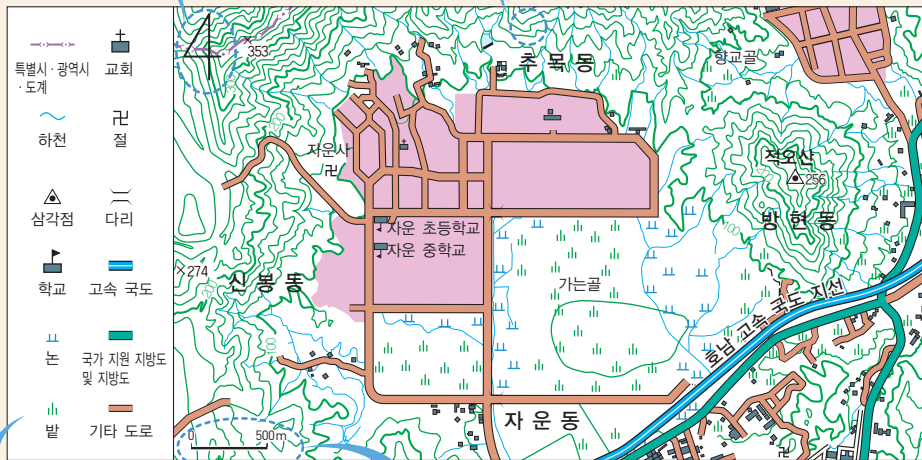 특별시 · 광역시
· 도계
교회
하천
절
삼각점
다리
학교
고속 국도
논
국가 지원 지방도
및 지방도
밭
기타 도로
353
추목동
향교골
200
자운사
적오산
256
100
방현동
자운 초등학교
자운 중학교
274
신봉동
가는골
호남 고속 국도 지선
100
자운동
0 500m